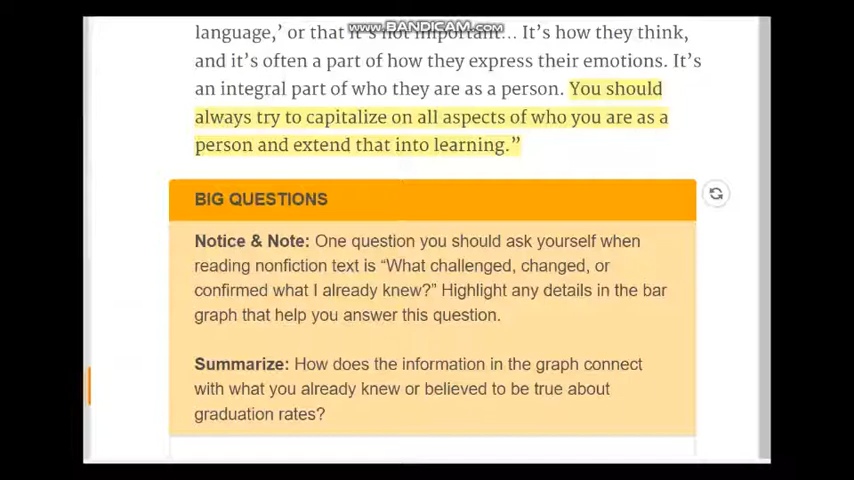 www.BANDICAM.com
language,’ or that it’s not important… It’s how they think,
and it’s often a part of how they express their emotions. It’s
an integral part of who they are as a person. You should
always try to capitalize on all aspects of who you are as a
person and extend that into learning.”
BIG QUESTIONS
Notice & Note: One question you should ask yourself when
reading nonfiction text is “What challenged, changed, or
confirmed what I already knew?” Highlight any details in the bar
graph that help you answer this question.
Summarize: How does the information in the graph connect
with what you already knew or believed to be true about
graduation rates?